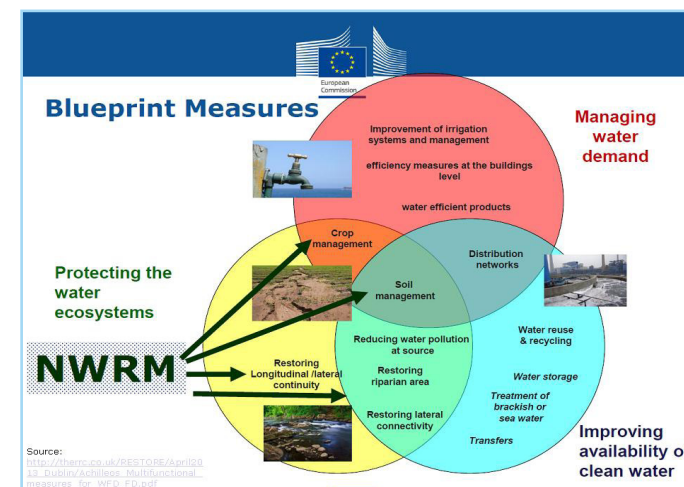 European
Commission
Blueprint Measures
Managing
water
demand
Improvement of irrigation
systems and management
efficiency measures at the buildings
level
water efficient products
Crop
management
Distribution
networks
Protecting the
water
ecosystems
Soil
management
NWRM
Reducing water pollution
at source
Water reuse
& recycling
Restoring
Longitudinal /lateral
continuity
Restoring
riparian area
Water storage
Treatment of
brackish or
sea water
Restoring lateral
connectivity
Transfers
Improving
availability o
clean water
Source:
http://therrc.co.uk/RESTORE/April20
13_Dublin/Achilleos_Multifunctional_
measures_for_WFD_FD.pdf